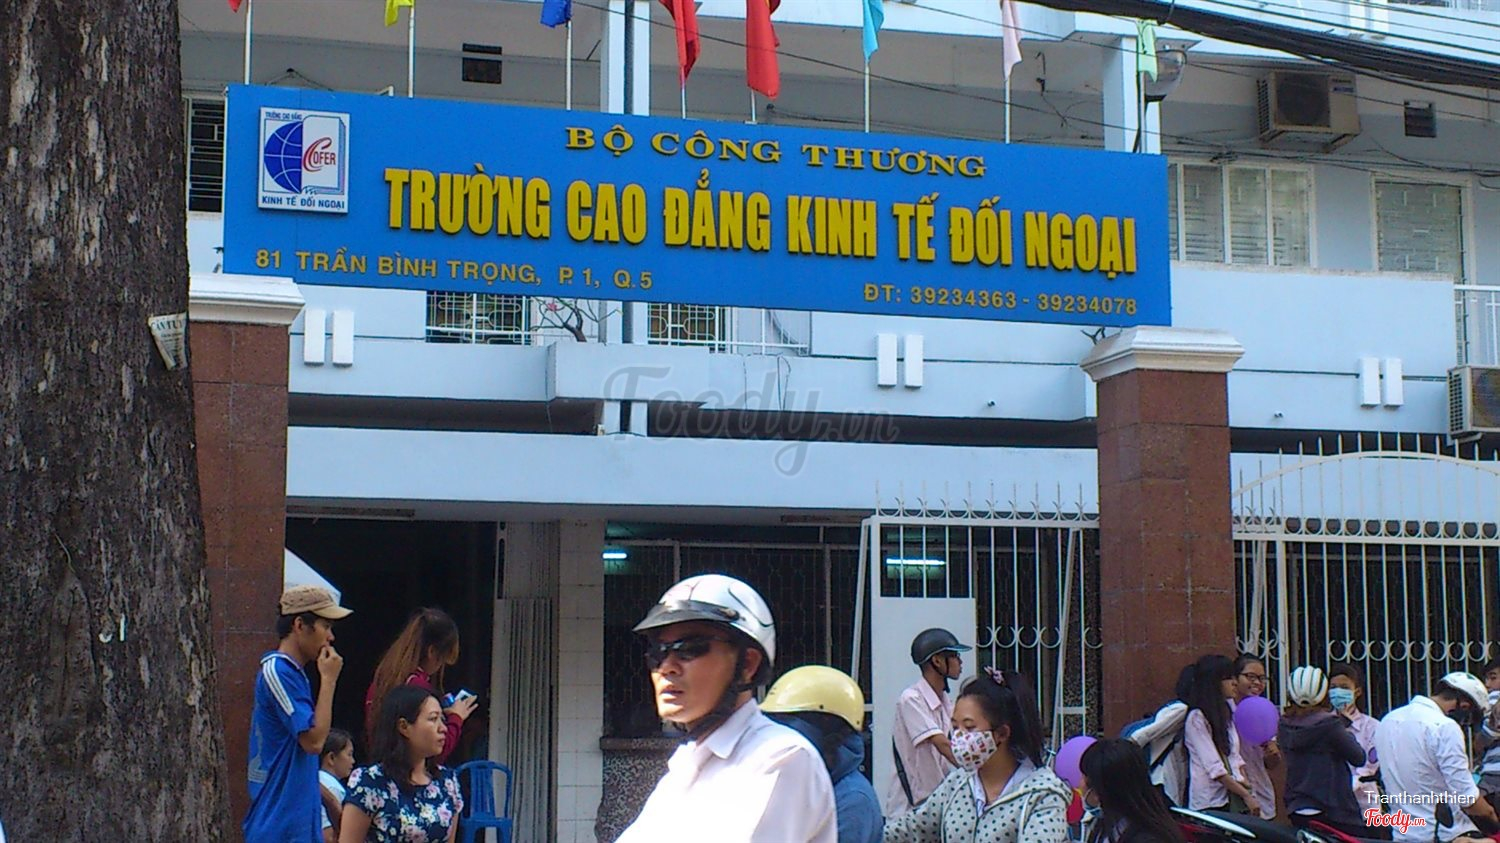 BỘ CÔNG THƯƠNG
TRƯỜNG CAO ĐẲNG
COFER
KINH TẾ ĐỐI NGOẠI
TRƯỜNG CAO ĐẲNG KINH TẾ ĐỐI NGOẠI
81 TRẦN BÌNH TRỌNG, P. 1, Q. 5
ĐT: 39234363 - 39234078
Foody.vn
Tranthanhthien
Foody.vn